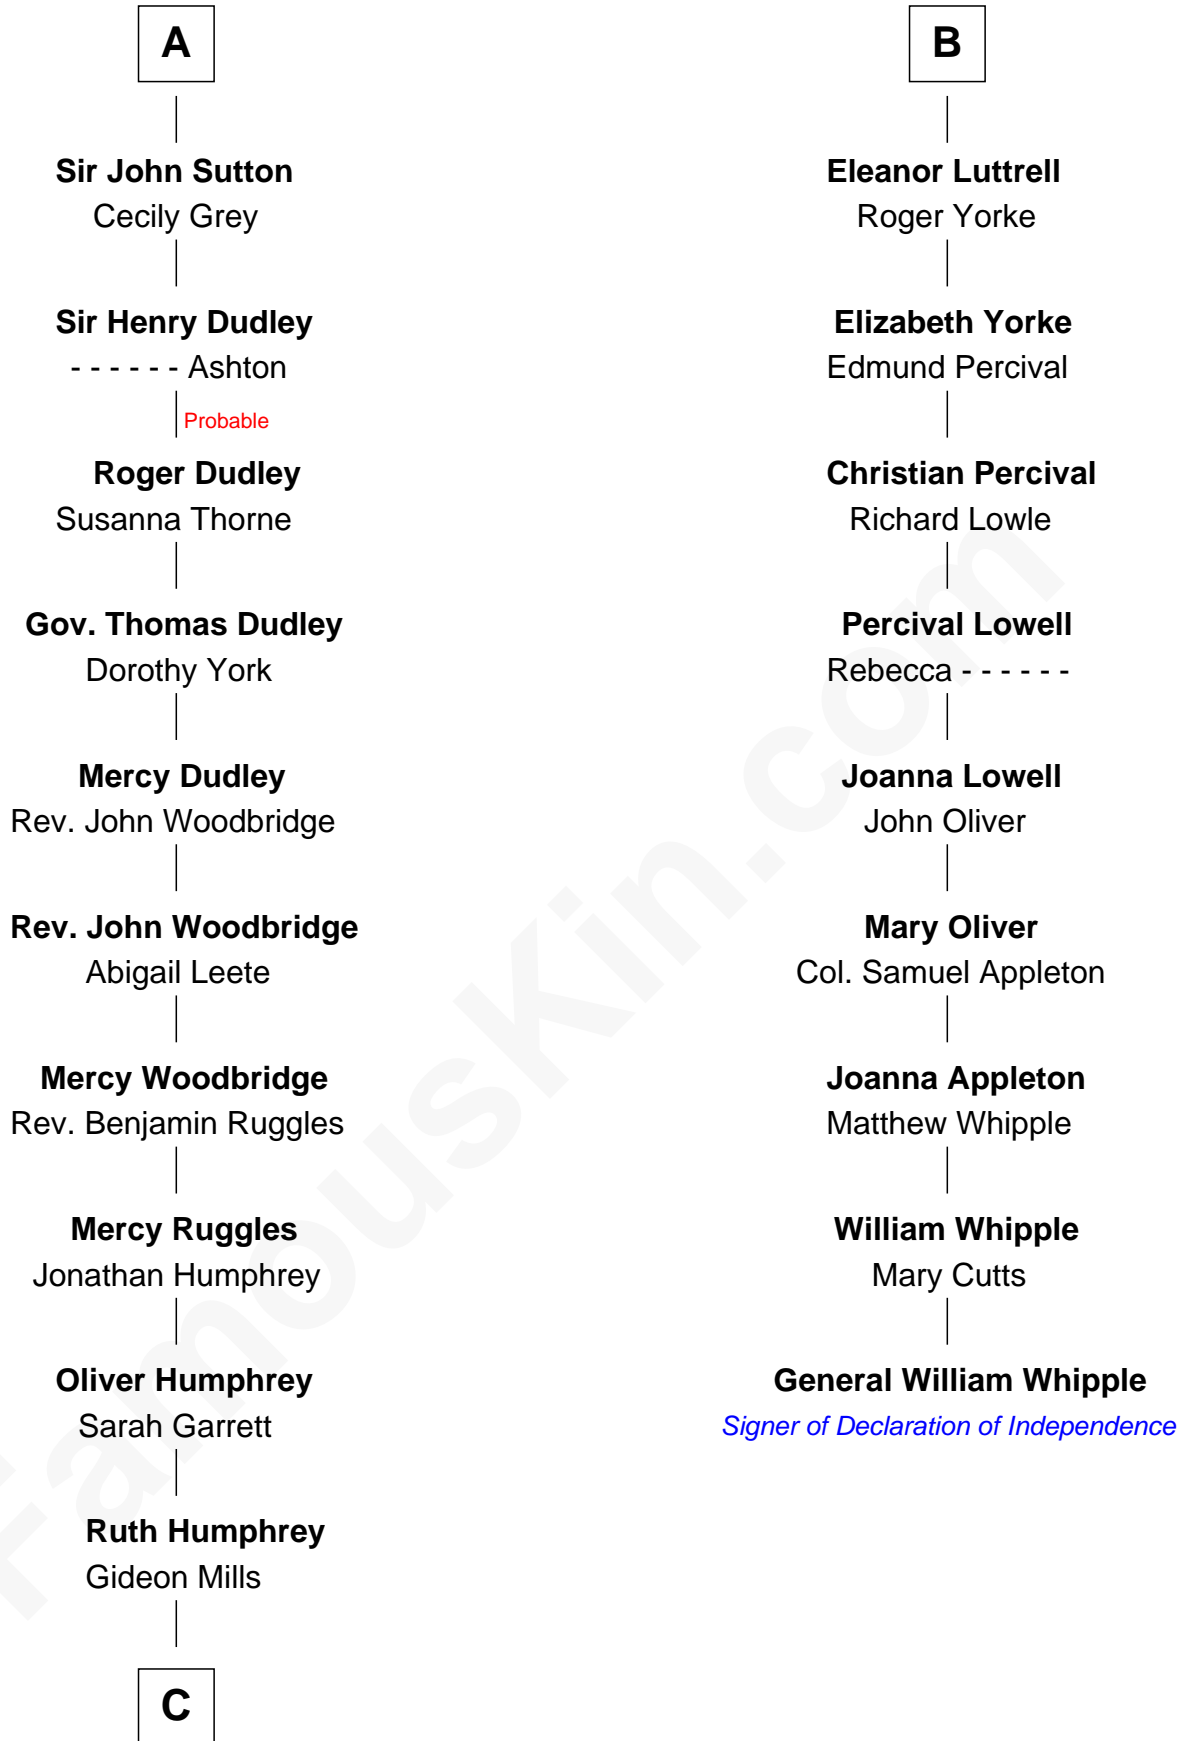 A
Sir John Sutton
Cecily Grey
Sir Henry Dudley
- - - - - - Ashton
Probable
Roger Dudley
Susanna Thorne
Gov. Thomas Dudley
Dorothy York
Mercy Dudley
Rev. John Woodbridge
Rev. John Woodbridge
Abigail Leete
Mercy Woodbridge
Rev. Benjamin Ruggles
Mercy Ruggles
Jonathan Humphrey
Oliver Humphrey
Sarah Garrett
Ruth Humphrey
Gideon Mills
C
B
Eleanor Luttrell
Roger Yorke
Elizabeth Yorke
Edmund Percival
Christian Percival
Richard Lowle
Percival Lowell
Rebecca - - - - - -
Joanna Lowell
John Oliver
Mary Oliver
Col. Samuel Appleton
Joanna Appleton
Matthew Whipple
William Whipple
Mary Cutts
General William Whipple
Signer of Declaration of Independence
FamousKin.com